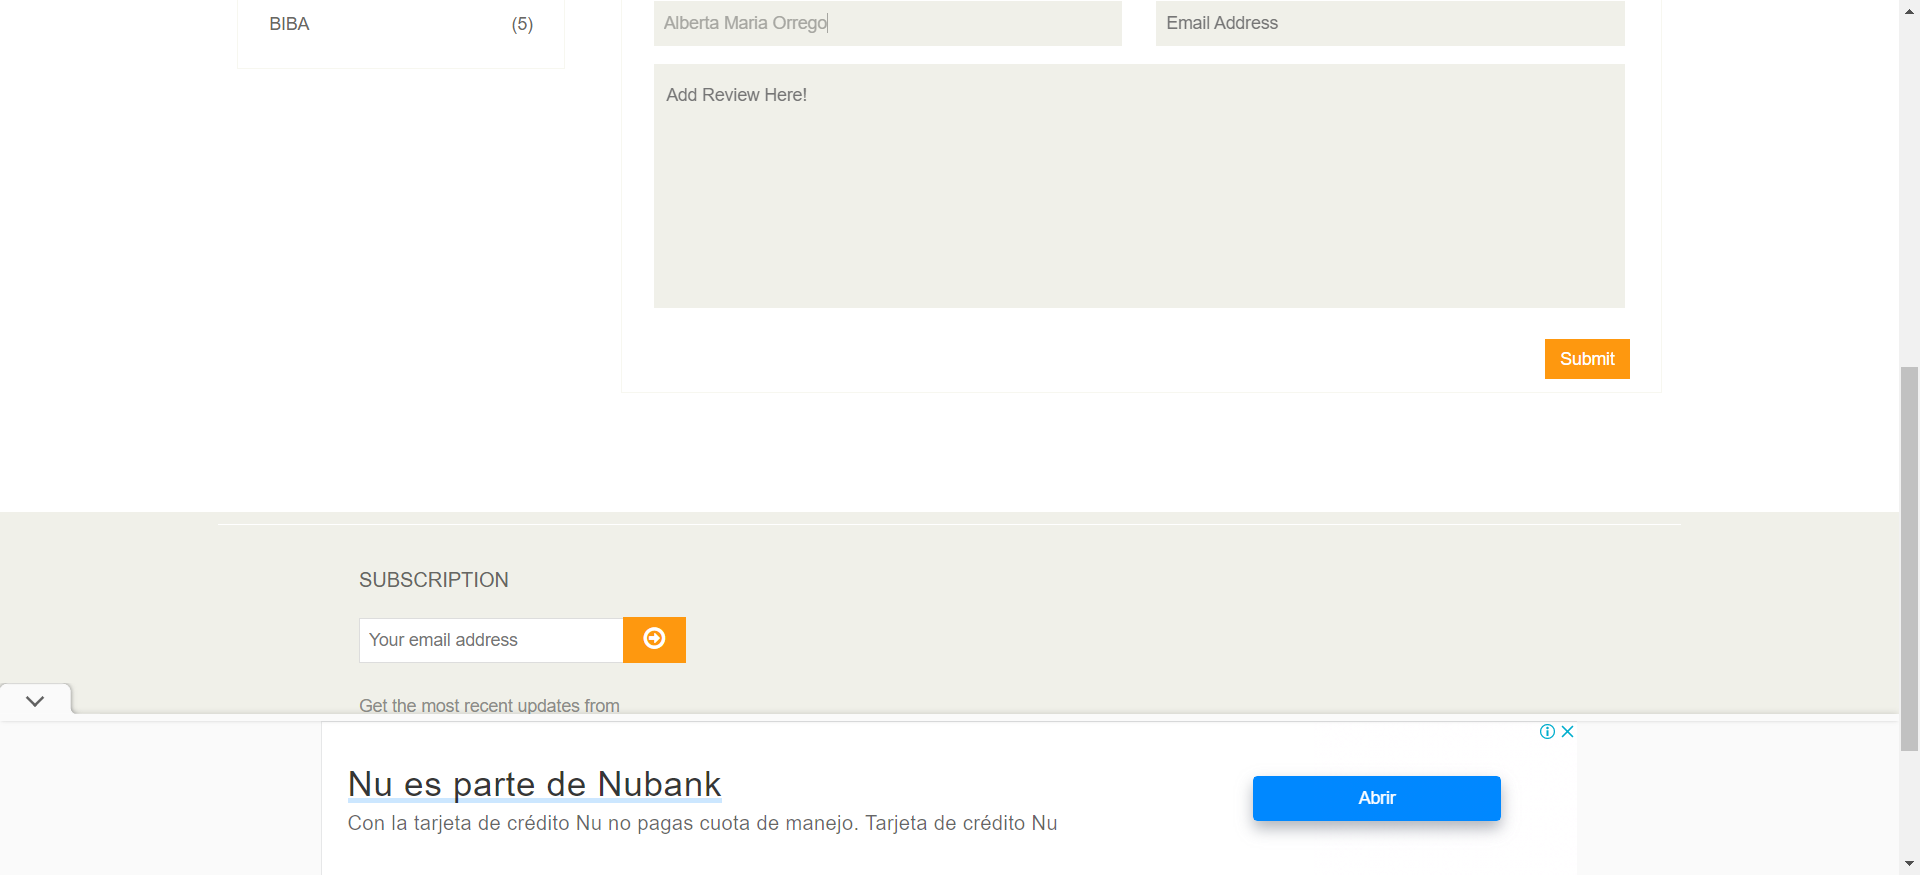 BIBA (5)
Alberta Maria Orrego
Email Address
Add Review Here!
Submit
SUBSCRIPTION
Your email address
Get the most recent updates from
Nu es parte de Nubank
Con la tarjeta de crédito Nu no pagas cuota de manejo. Tarjeta de crédito Nu
Abrir